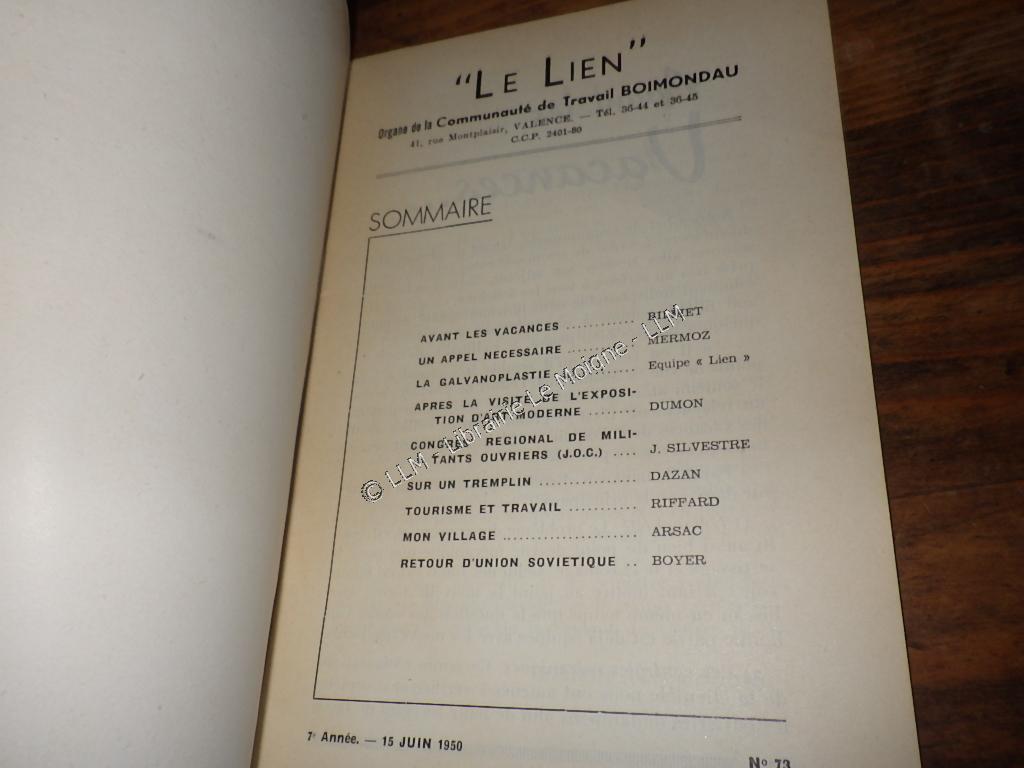 “LE LIEN”
Organe de la Communauté de Travail BOIMONDAU
41, rue Montplaisir, VALENCE. — Tél. 36-44 et 36-45
C.C.P. 2401-80
Vacances
SOMMAIRE
AVANT LES VACANCES ............
UN APPEL NECESSAIRE ............ MERMOZ
LA GALVANOPLASTIE ............ Equipe « Lien »
APRES LA VISITE DE L'EXPOSI-
TION D'ART MODERNE ........ DUMON
CONGRES REGIONAL DE MILI-
TANTS OUVRIERS (J.O.C.) .... J. SILVESTRE
SUR UN TREMPLIN ................ DAZAN
TOURISME ET TRAVAIL ........... RIFFARD
MON VILLAGE ...................... ARSAC
RETOUR D'UNION SOVIETIQUE .. BOYER
© LLM - Librairie Le Moigne - LLM
7e Année. — 15 JUIN 1950
No 73